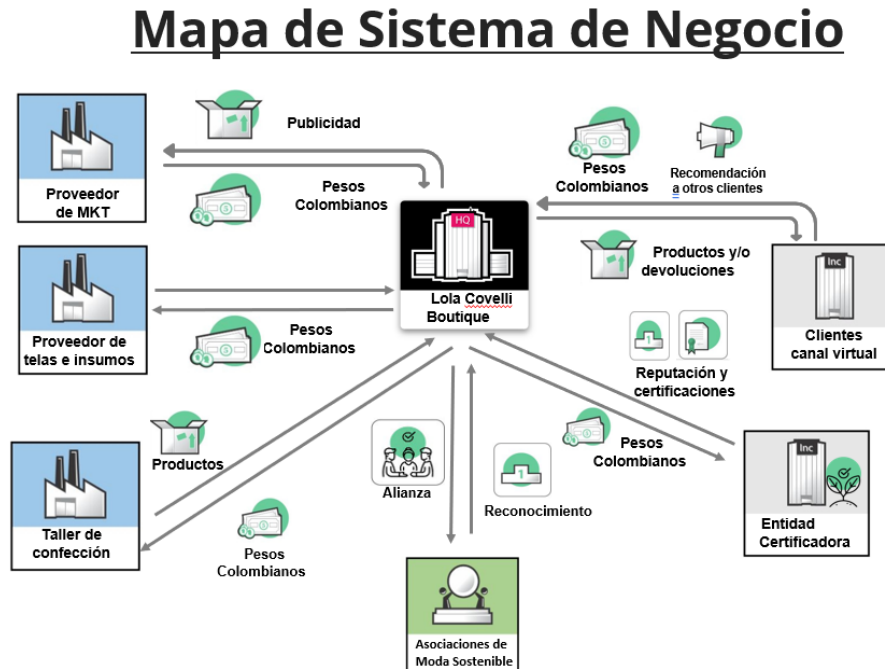 Mapa de Sistema de Negocio
Publicidad
Proveedor
de MKT
Pesos
Colombianos
Pesos
Colombianos
Recomendación
a otros clientes
HQ
Lola Covelli
Boutique
Productos y/o
devoluciones
Inc
Clientes
canal virtual
Proveedor de
telas e insumos
Pesos
Colombianos
1
Reputación y
certificaciones
Productos
Alianza
1
Reconocimiento
Pesos
Colombianos
Inc
Entidad
Certificadora
Taller de
confección
Pesos
Colombianos
Asociaciones de
Moda Sostenible